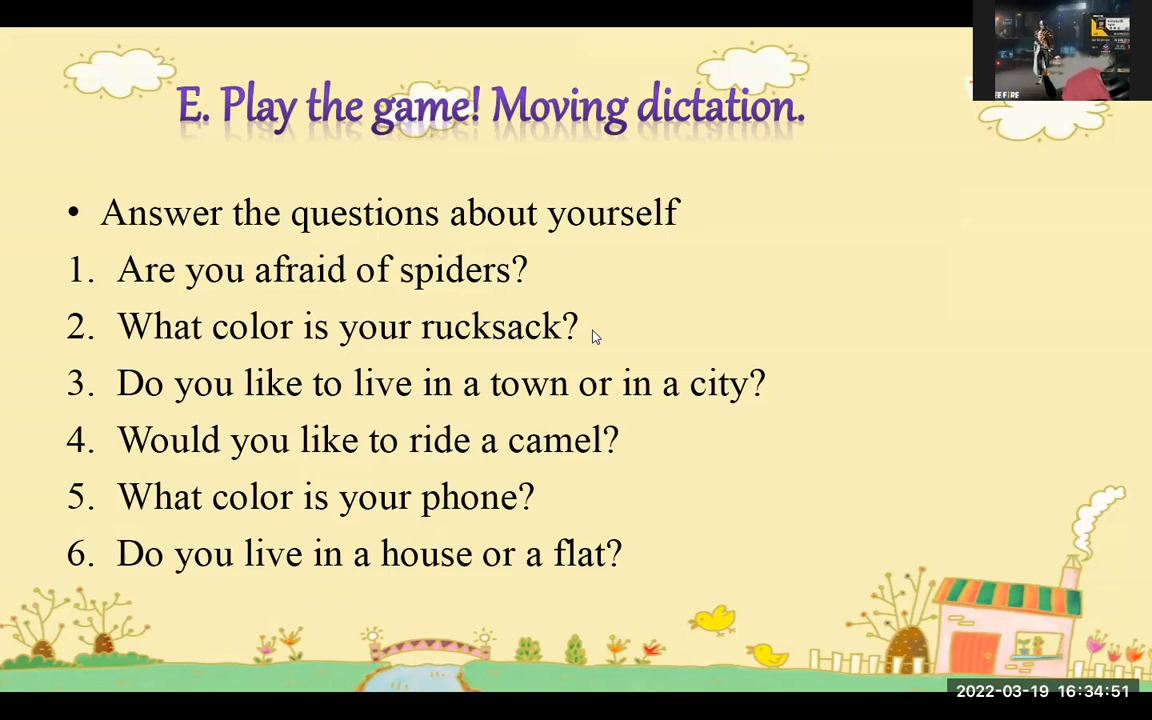 E. Play the game! Moving dictation.
• Answer the questions about yourself
1. Are you afraid of spiders?
2. What color is your rucksack?
3. Do you like to live in a town or in a city?
4. Would you like to ride a camel?
5. What color is your phone?
6. Do you live in a house or a flat?
2022-03-19 16:34:51